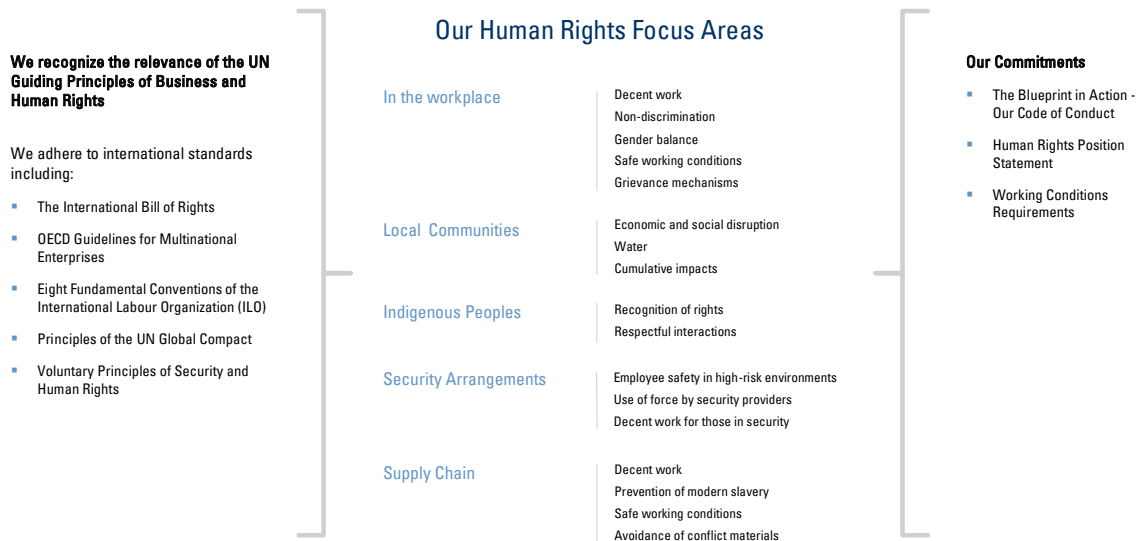 Our Human Rights Focus Areas
We recognize the relevance of the UN
Guiding Principles of Business and
Human Rights
We adhere to international standards
including:
▪ The International Bill of Rights
▪ OECD Guidelines for Multinational
Enterprises
▪ Eight Fundamental Conventions of the
International Labour Organization (ILO)
▪ Principles of the UN Global Compact
▪ Voluntary Principles of Security and
Human Rights
In the workplace
Decent work
Non-discrimination
Gender balance
Safe working conditions
Grievance mechanisms
Local Communities
Economic and social disruption
Water
Cumulative impacts
Indigenous Peoples
Recognition of rights
Respectful interactions
Security Arrangements
Employee safety in high-risk environments
Use of force by security providers
Decent work for those in security
Supply Chain
Decent work
Prevention of modern slavery
Safe working conditions
Avoidance of conflict materials
Our Commitments
▪ The Blueprint in Action -
Our Code of Conduct
▪ Human Rights Position
Statement
▪ Working Conditions
Requirements